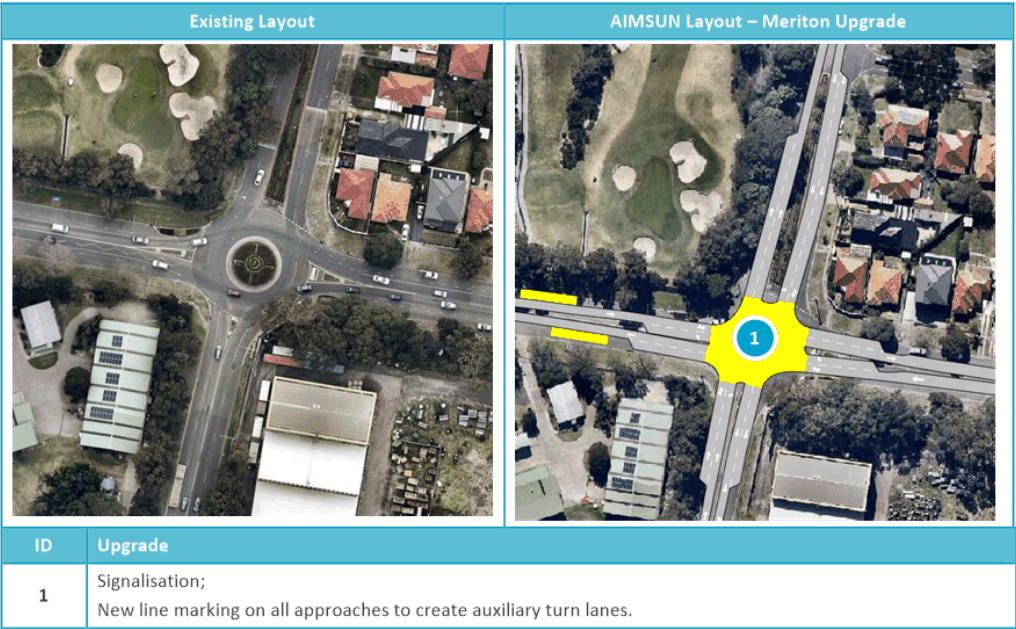 Existing Layout
AIMSUN Layout – Meriton Upgrade
1
ID
Upgrade
1
Signalisation;
New line marking on all approaches to create auxiliary turn lanes.